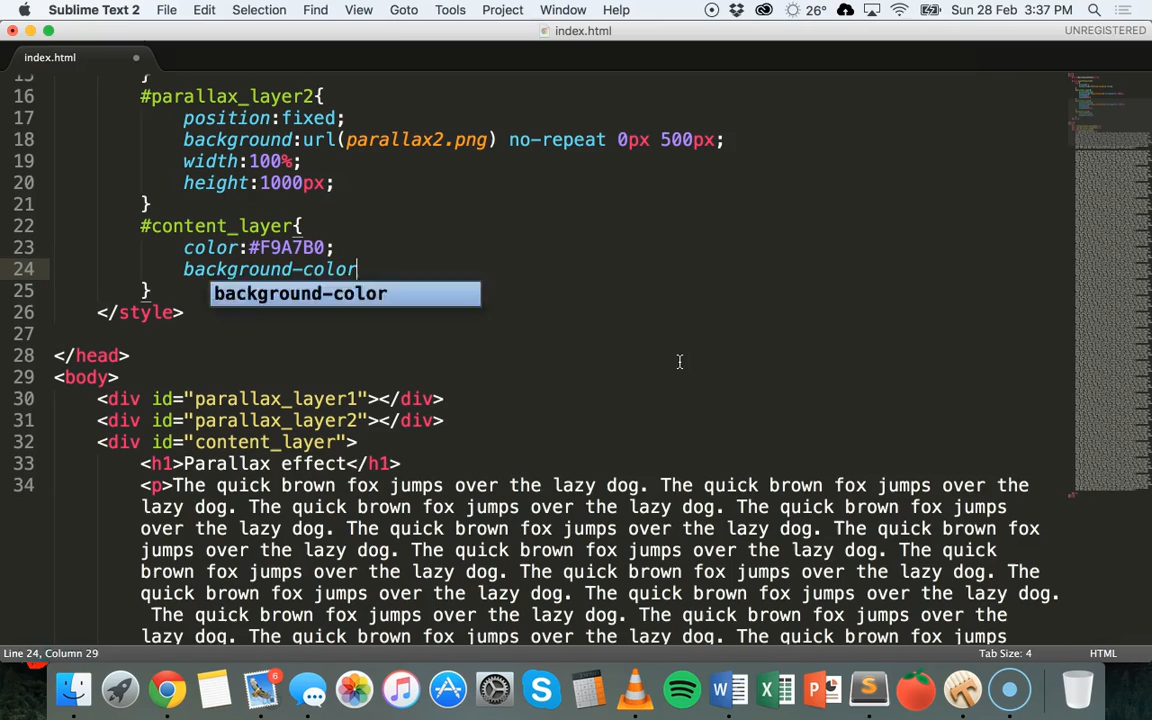 Sublime Text 2 File Edit Selection Find View Goto Tools Project Window Help 26° Sun 28 Feb 3:37 PM
index.html UNREGISTERED
index.html
15 }
16 #parallax_layer2{
17 position:fixed;
18 background:url(parallax2.png) no-repeat 0px 500px;
19 width:100%;
20 height:1000px;
21 }
22 #content_layer{
23 color:#F9A7B0;
24 background-color
25 } background-color
26 </style>
27
28 </head>
29 <body>
30 <div id="parallax_layer1"></div>
31 <div id="parallax_layer2"></div>
32 <div id="content_layer">
33 <h1>Parallax effect</h1>
34 <p>The quick brown fox jumps over the lazy dog. The quick brown fox jumps over the
lazy dog. The quick brown fox jumps over the lazy dog. The quick brown fox jumps
over the lazy dog. The quick brown fox jumps over the lazy dog. The quick brown fox
jumps over the lazy dog. The quick brown fox jumps over the lazy dog. The quick
brown fox jumps over the lazy dog. The quick brown fox jumps over the lazy dog. The
quick brown fox jumps over the lazy dog. The quick brown fox jumps over the lazy dog.
The quick brown fox jumps over the lazy dog. The quick brown fox jumps over the
lazy dog. The quick brown fox jumps over the lazy dog. The quick brown fox jumps
Line 24, Column 29 Tab Size: 4 HTML
6